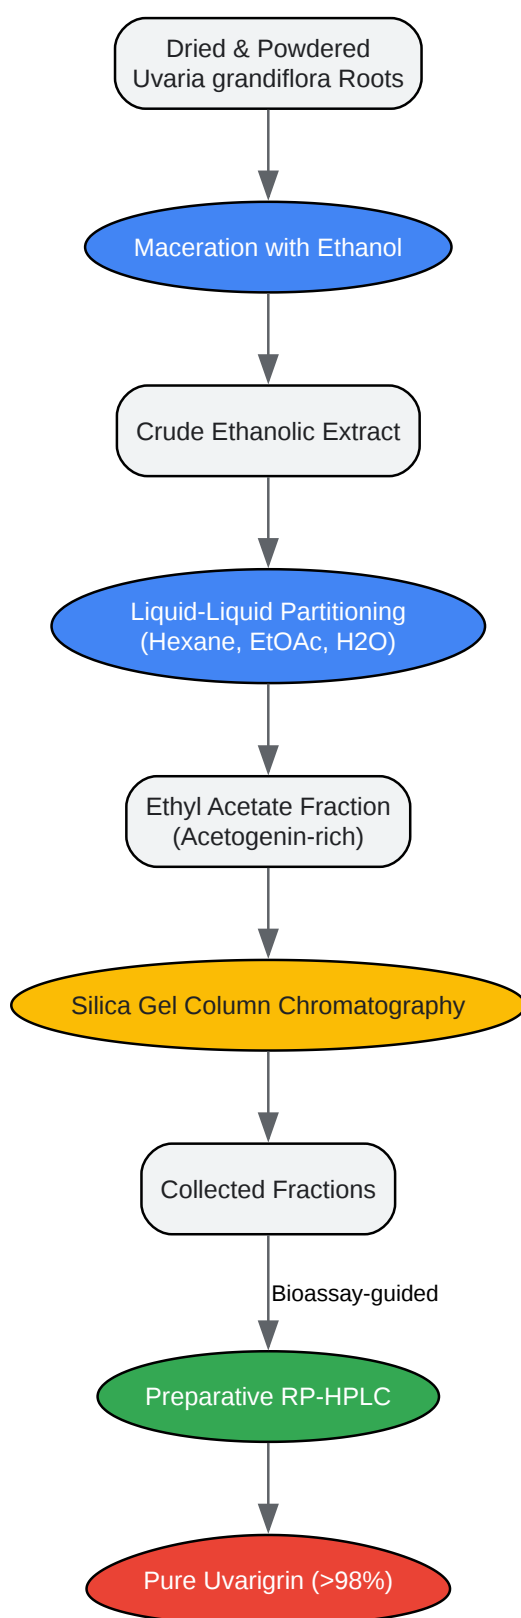 Dried & Powdered
Uvaria grandiflora Roots
Maceration with Ethanol
Crude Ethanolic Extract
Liquid-Liquid Partitioning
(Hexane, EtOAc, H2O)
Ethyl Acetate Fraction
(Acetogenin-rich)
Silica Gel Column Chromatography
Collected Fractions
Bioassay-guided
Preparative RP-HPLC
Pure Uvarigrin (>98%)